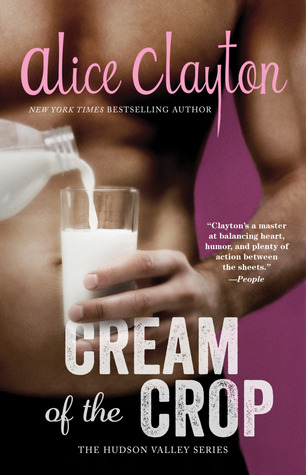 alice clayton
NEW YORK TIMES BESTSELLING AUTHOR
“Clayton’s a master
at balancing heart,
humor, and plenty of
action between
the sheets.”
—People
CREAM
of the CROP
THE HUDSON VALLEY SERIES